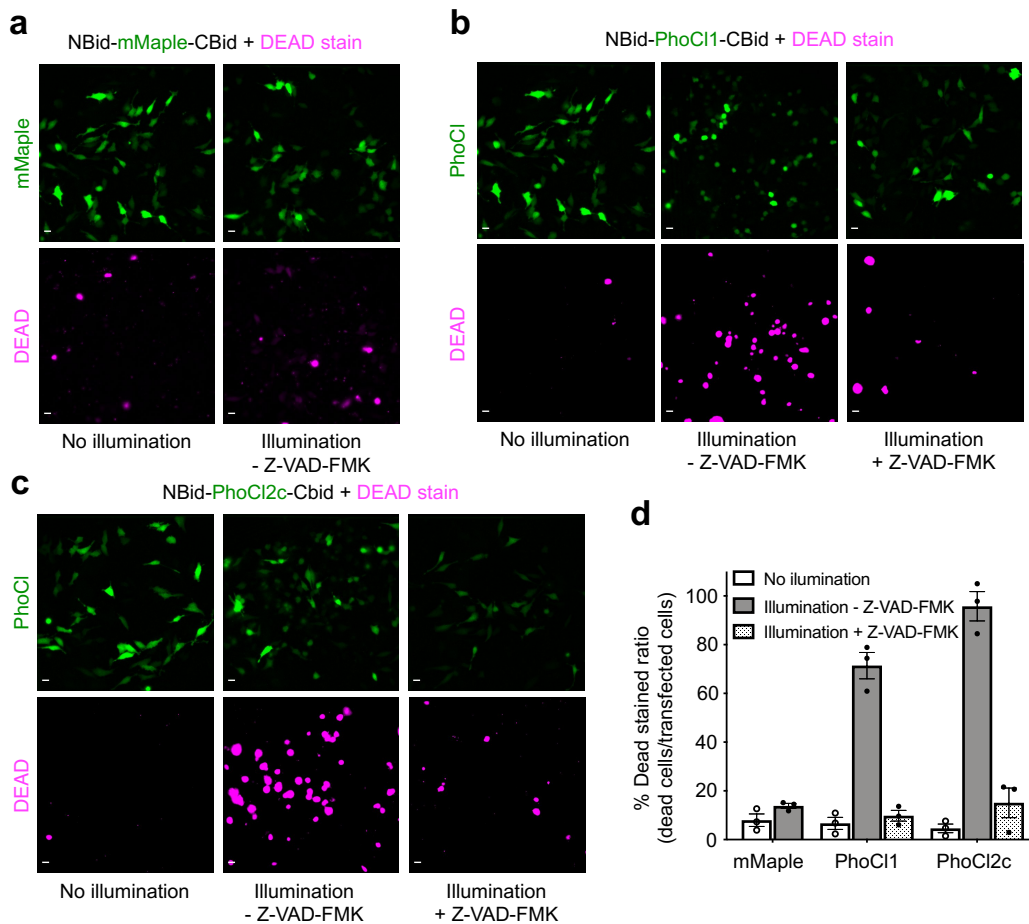 a
NBid-mMaple-CBid + DEAD stain
mMaple
DEAD
No illumination
Illumination
- Z-VAD-FMK
b
NBid-PhoCl1-CBid + DEAD stain
PhoCl
DEAD
No illumination
Illumination
- Z-VAD-FMK
Illumination
+ Z-VAD-FMK
c
NBid-PhoCl2c-Cbid + DEAD stain
PhoCl
DEAD
No illumination
Illumination
- Z-VAD-FMK
Illumination
+ Z-VAD-FMK
d
No ilumination
Illumination - Z-VAD-FMK
Illumination + Z-VAD-FMK
% Dead stained ratio
(dead cells/transfected cells)
100
80
60
40
20
0
mMaple
PhoCl1
PhoCl2c